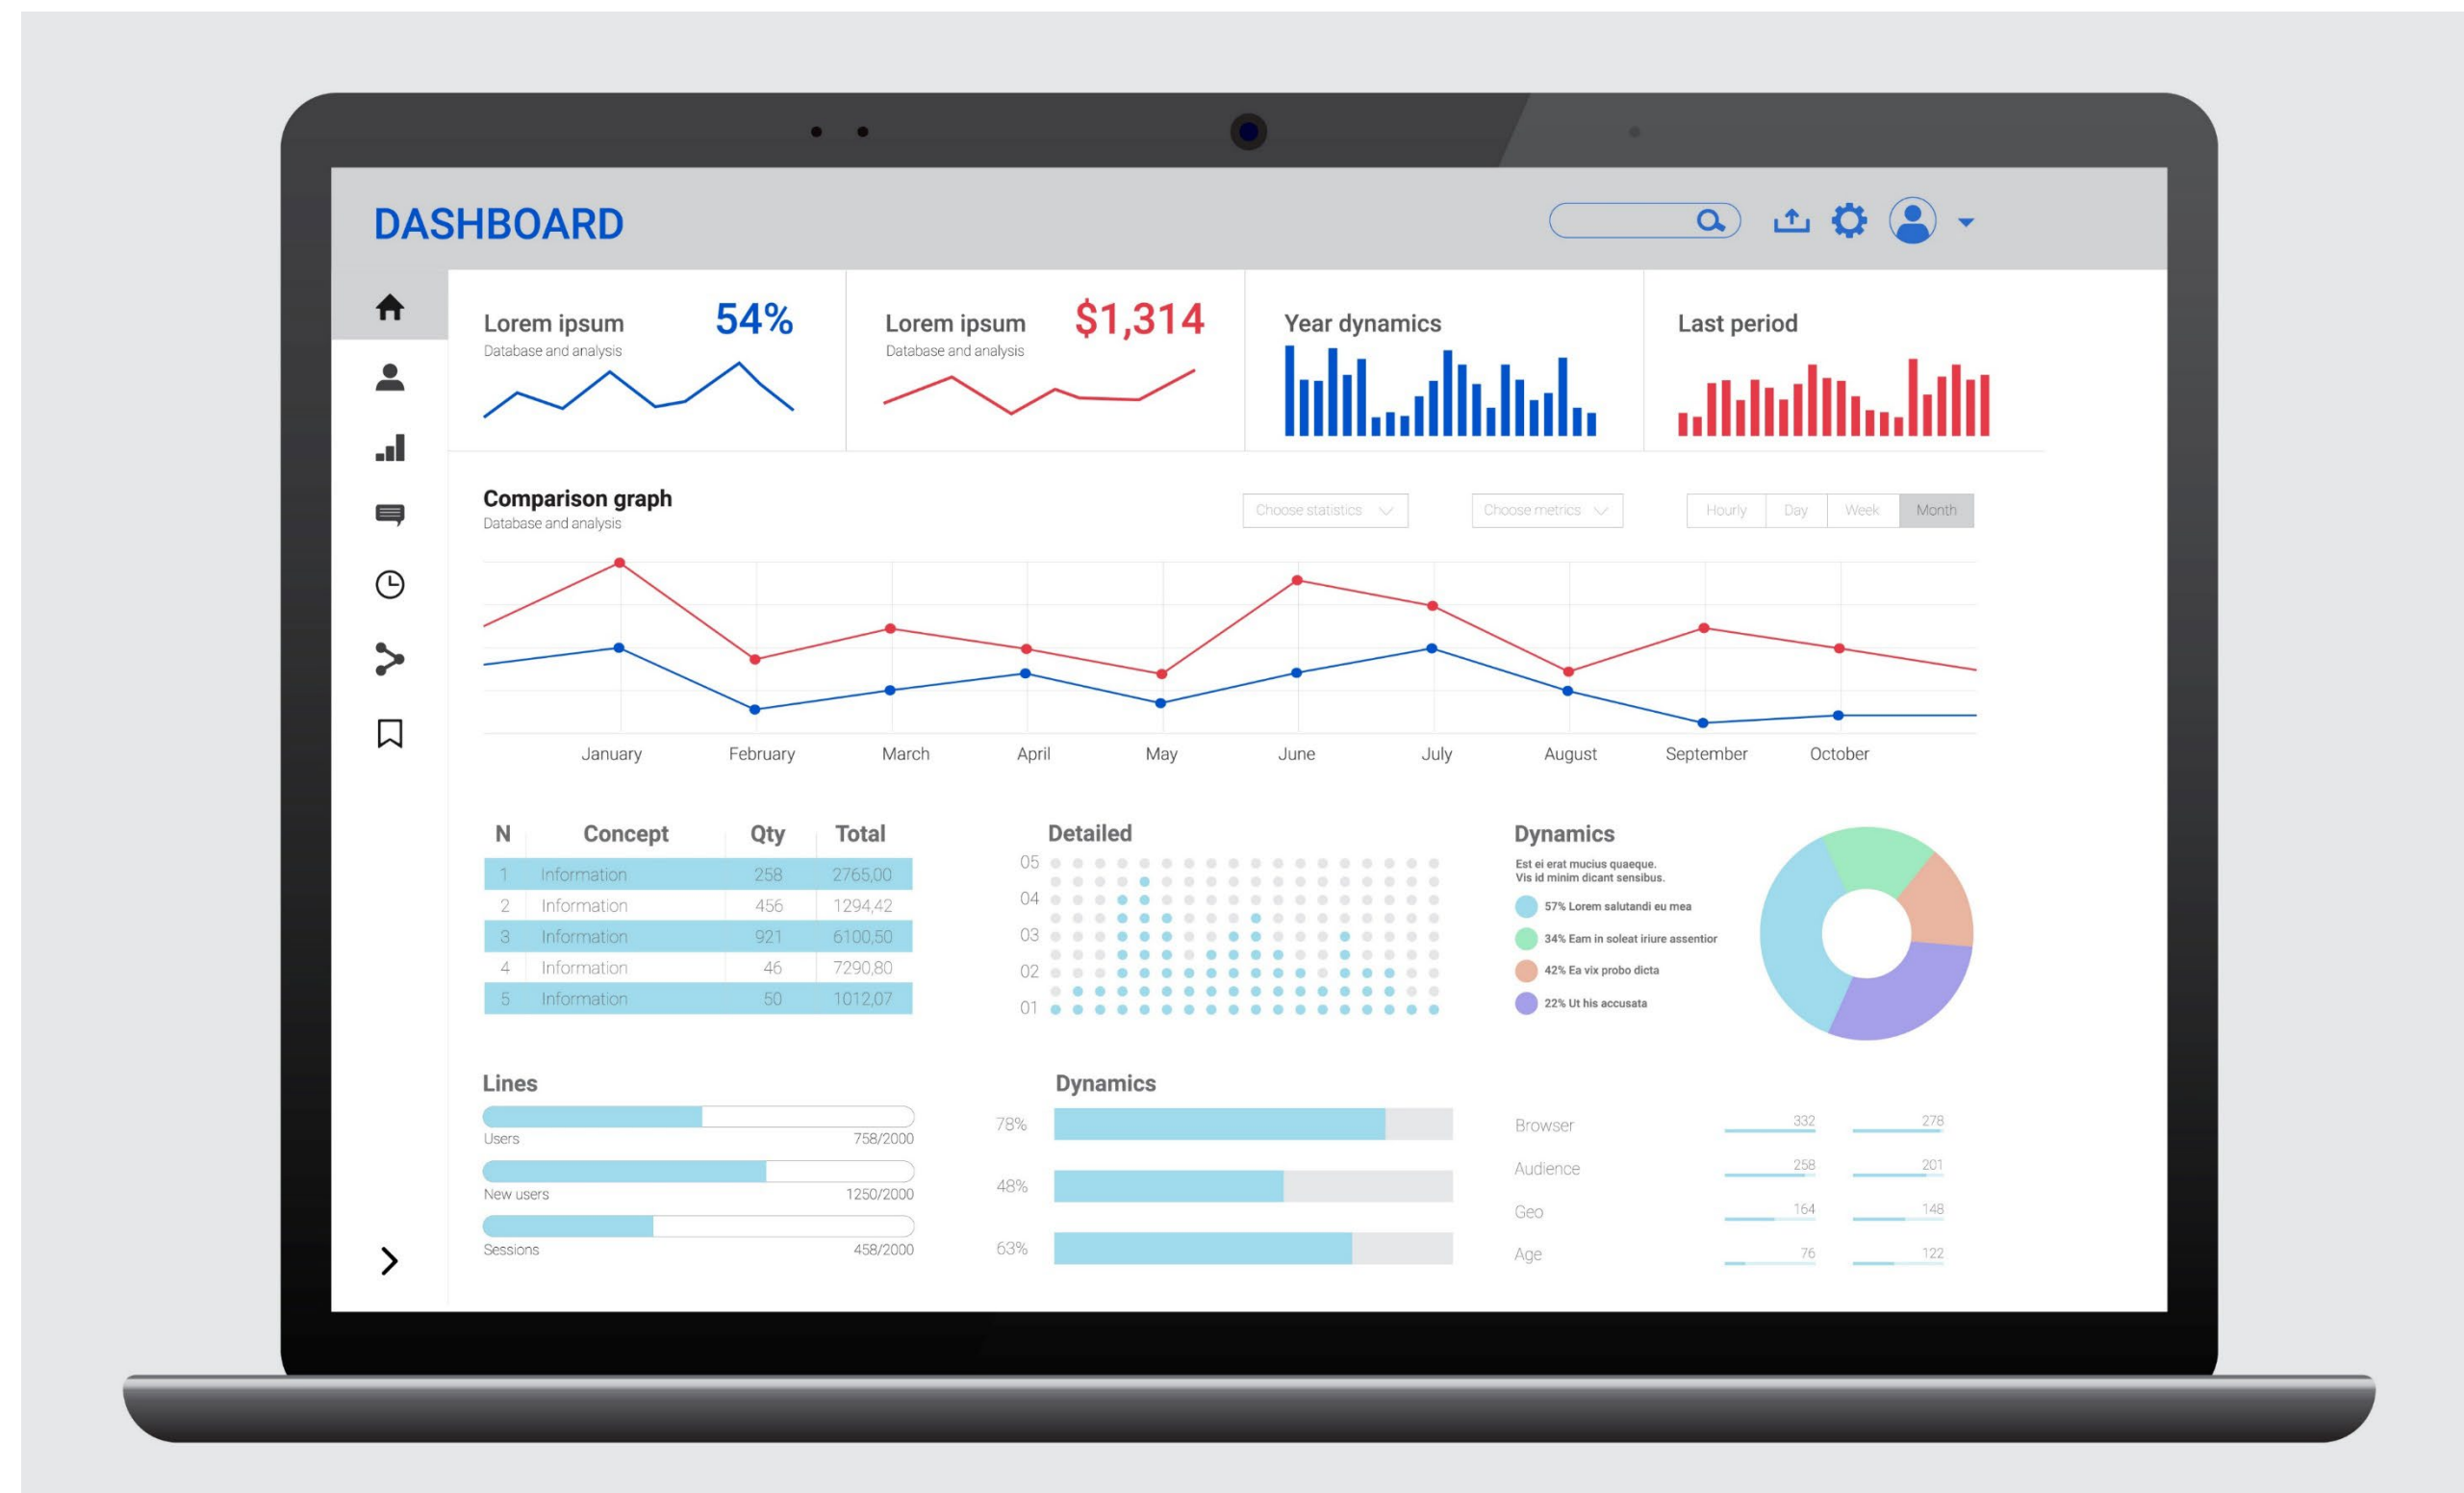 DASHBOARD
Lorem ipsum 54%
Database and analysis
Lorem ipsum $1,314
Database and analysis
Year dynamics
Last period
Comparison graph
Database and analysis
Choose statistics
Choose metrics
Hourly Day Week Month
January February March April May June July August September October
N Concept Qty Total
1 Information 258 2765,00
2 Information 456 1294,42
3 Information 921 6100,50
4 Information 46 7290,80
5 Information 50 1012,07
Detailed
05
04
03
02
01
Dynamics
Est ei erat mucius quaeque.
Vis id minim dicant sensibus.
57% Lorem salutandi eu mea
34% Eam in soleat iriure assentior
42% Ea vix probo dicta
22% Ut his accusata
Lines
Users 758/2000
New users 1250/2000
Sessions 458/2000
Dynamics
78%
48%
63%
Browser 332 278
Audience 258 201
Geo 164 148
Age 76 122